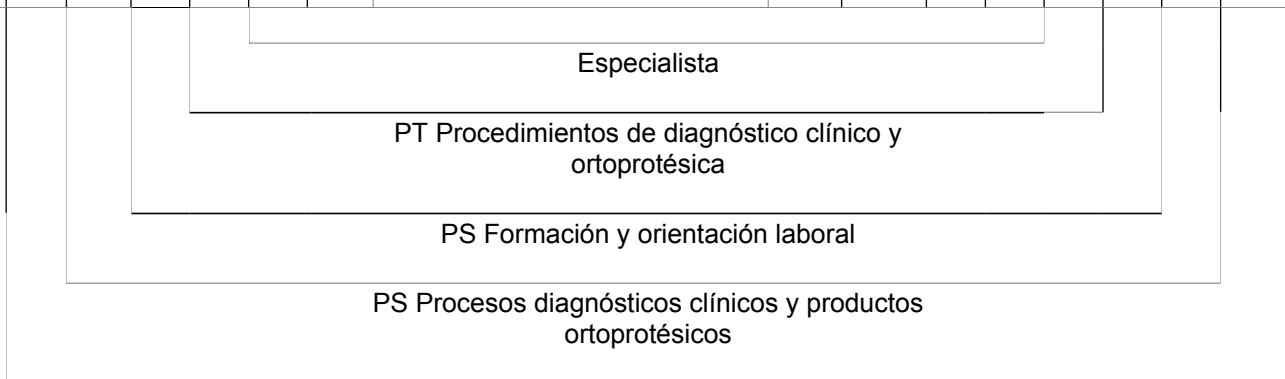 Especialista
PT Procedimientos de diagnóstico clínico y
ortoprotésica
PS Formación y orientación laboral
PS Procesos diagnósticos clínicos y productos
ortoprotésicos